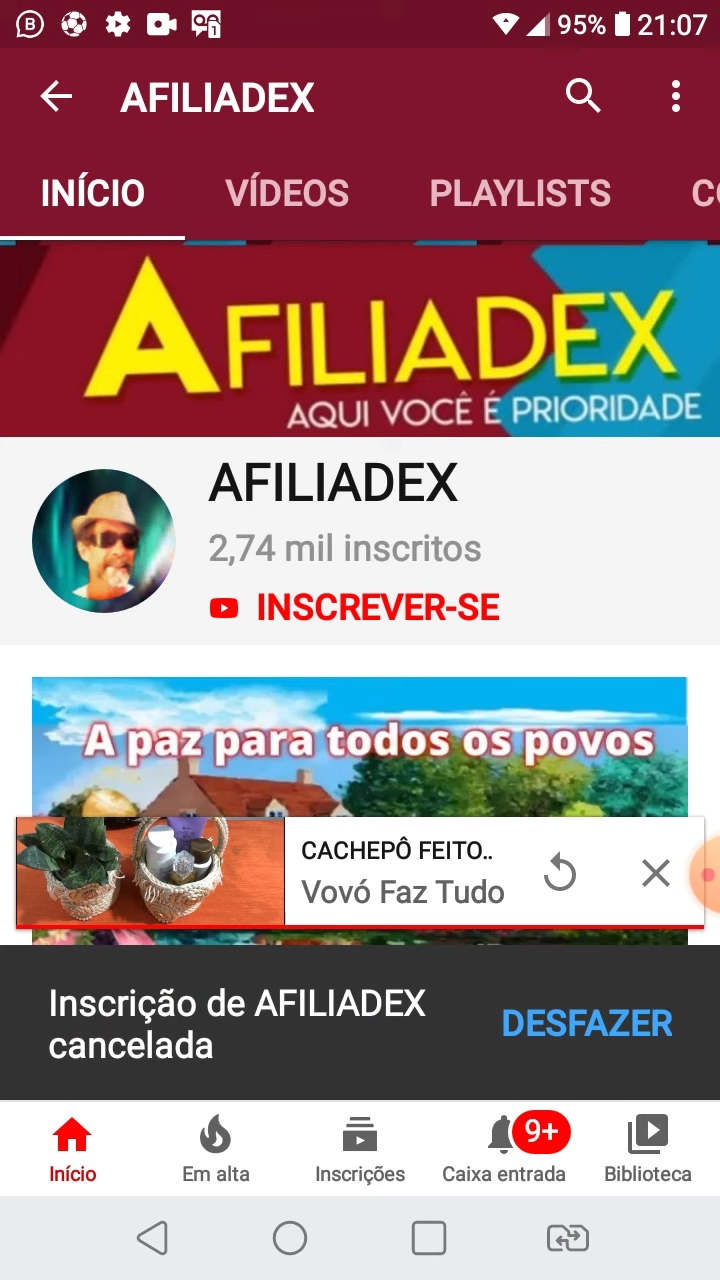 95% 21:07
AFILIADEX
INÍCIO VÍDEOS PLAYLISTS CO
AFILIADEX
AQUI VOCÊ É PRIORIDADE
AFILIADEX
2,74 mil inscritos
INSCREVER-SE
A paz para todos os povos
CACHEPÔ FEITO..
Vovó Faz Tudo
Inscrição de AFILIADEX
cancelada
DESFAZER
9+
Início Em alta Inscrições Caixa entrada Biblioteca